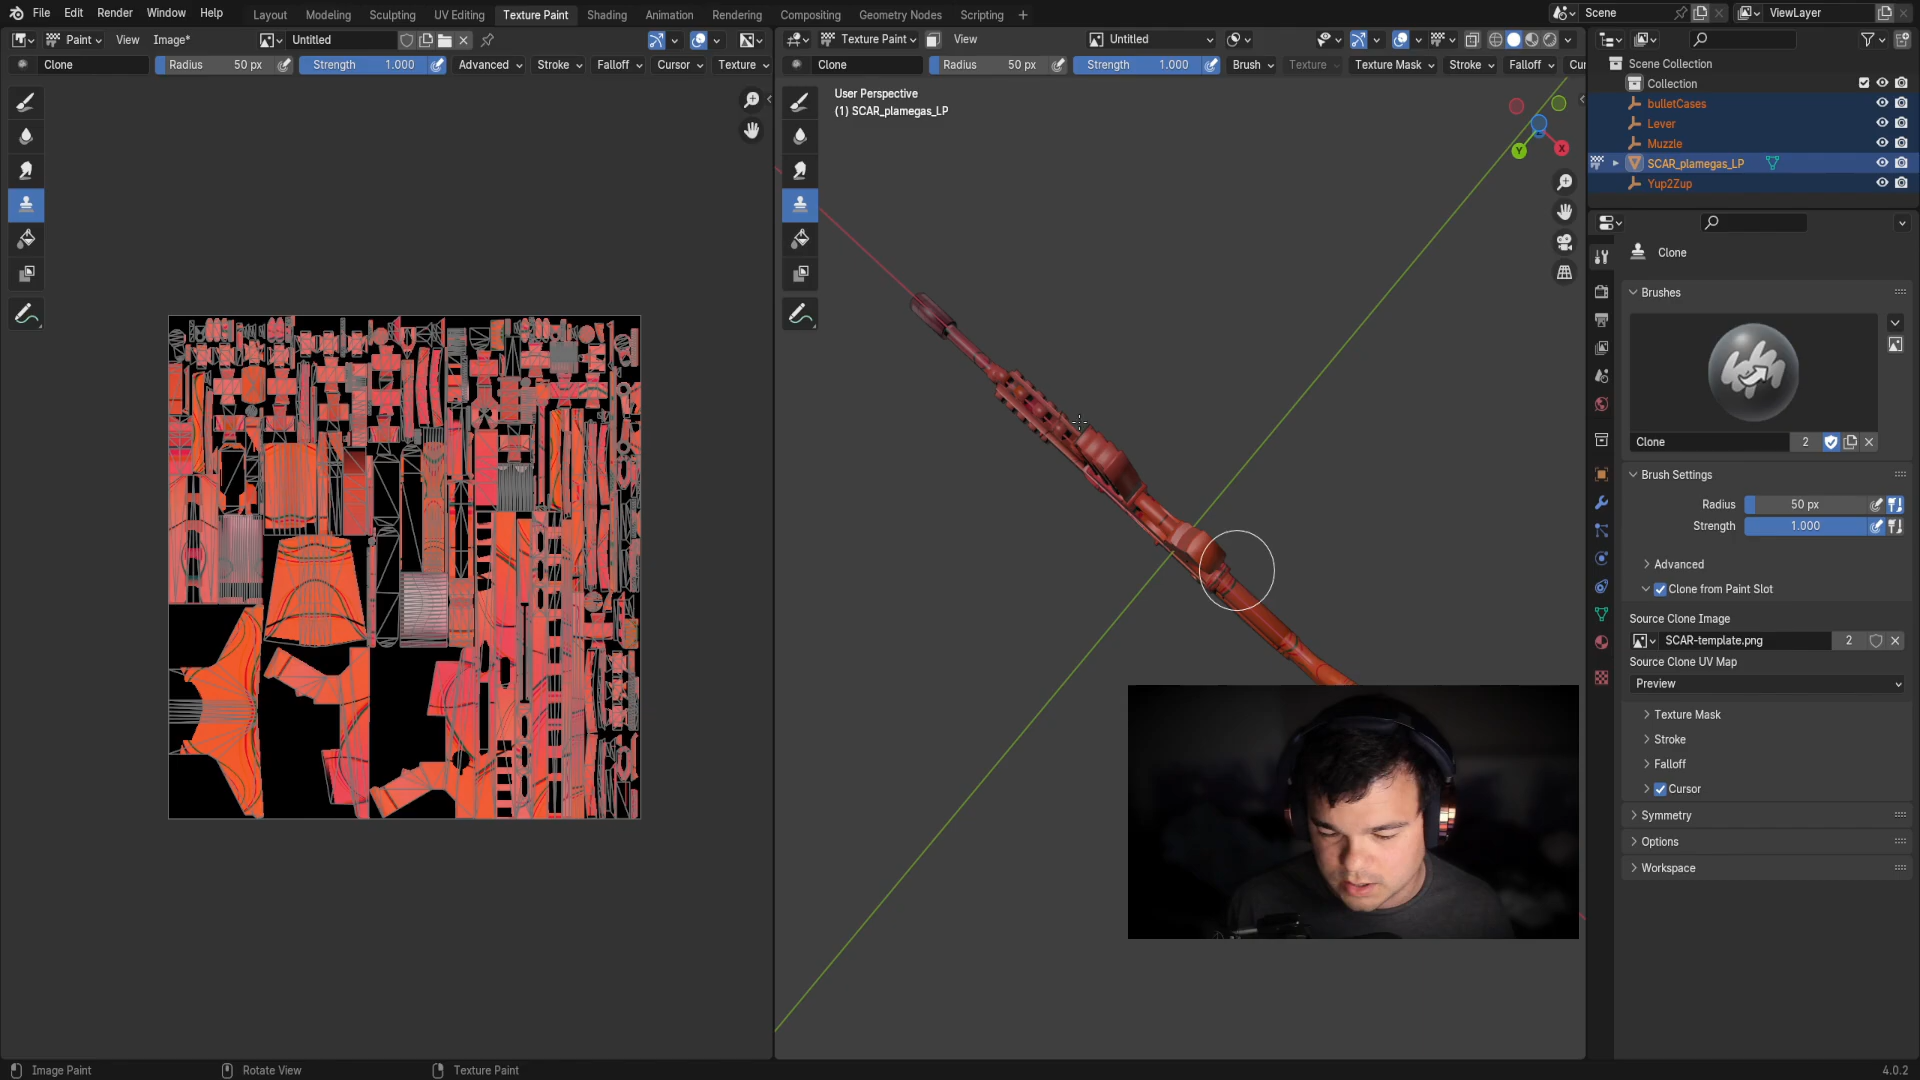 File Edit Render Window Help
Layout Modeling Sculpting UV Editing Texture Paint Shading Animation Rendering Compositing Geometry Nodes Scripting
Scene
ViewLayer
Paint View Image* Untitled
Texture Paint View Untitled
Clone Radius 50 px Strength 1.000 Advanced Stroke Falloff Cursor Texture
Clone Radius 50 px Strength 1.000 Brush Texture Texture Mask Stroke Falloff Cur
User Perspective
(1) SCAR_plamegas_LP
Y
X
Scene Collection
Collection
bulletCases
Lever
Muzzle
SCAR_plamegas_LP
Yup2Zup
Clone
Brushes
Clone 2
Brush Settings
Radius 50 px
Strength 1.000
Advanced
Clone from Paint Slot
Source Clone Image
SCAR-template.png 2
Source Clone UV Map
Preview
Texture Mask
Stroke
Falloff
Cursor
Symmetry
Options
Workspace
Image Paint Rotate View Texture Paint 4.0.2